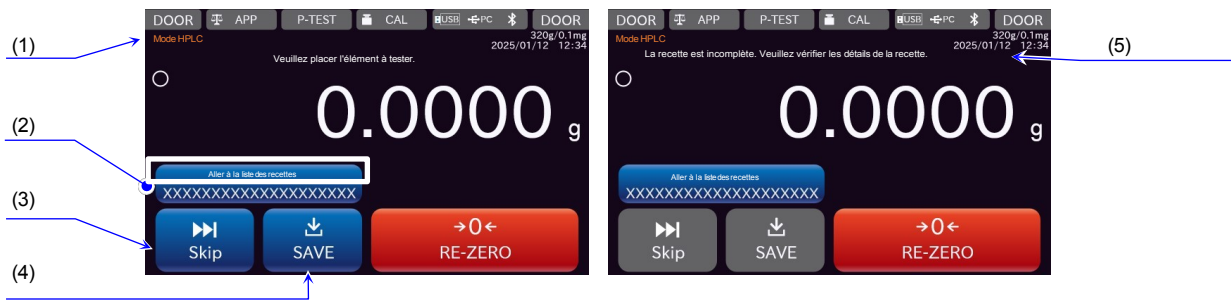 DOOR APP P-TEST CAL USB PC DOOR
Mode HPLC
320g/0.1mg
2025/01/12 12:34
Veuillez placer l'élément à tester.
0.0000 g
Aller à la liste des recettes
XXXXXXXXXXXXXXXXXXXX
Skip
SAVE
→0←
RE-ZERO
(1)
(2)
(3)
(4)
DOOR APP P-TEST CAL USB PC DOOR
Mode HPLC
320g/0.1mg
2025/01/12 12:34
La recette est incomplète. Veuillez vérifier les détails de la recette.
0.0000 g
Aller à la liste des recettes
XXXXXXXXXXXXXXXXXXXX
Skip
SAVE
→0←
RE-ZERO
(5)